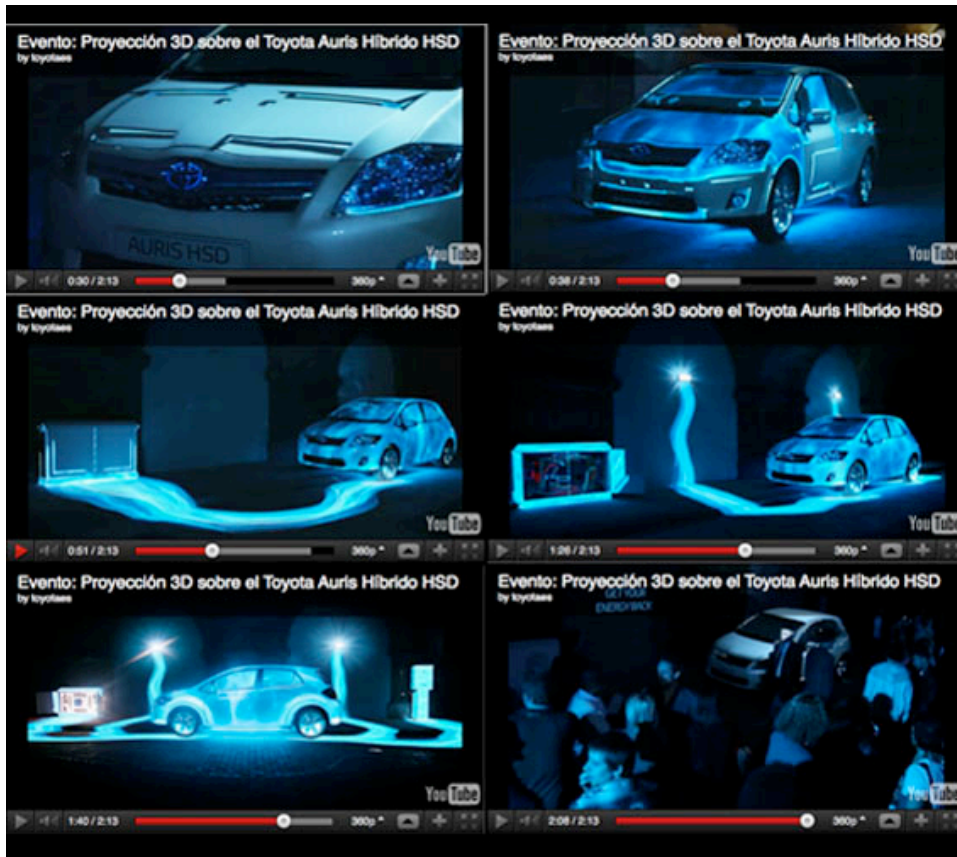 Evento: Proyección 3D sobre el Toyota Auris Híbrido HSD
by toyotaes
AURIS HSD
YouTube
0:30 / 2:13
360p
Evento: Proyección 3D sobre el Toyota Auris Híbrido HSD
by toyotaes
YouTube
0:38 / 2:13
360p
Evento: Proyección 3D sobre el Toyota Auris Híbrido HSD
by toyotaes
YouTube
0:51 / 2:13
360p
Evento: Proyección 3D sobre el Toyota Auris Híbrido HSD
by toyotaes
YouTube
1:26 / 2:13
360p
Evento: Proyección 3D sobre el Toyota Auris Híbrido HSD
by toyotaes
YouTube
1:40 / 2:13
360p
Evento: Proyección 3D sobre el Toyota Auris Híbrido HSD
by toyotaes
GET YOUR
ENERGY BACK
YouTube
2:08 / 2:13
360p